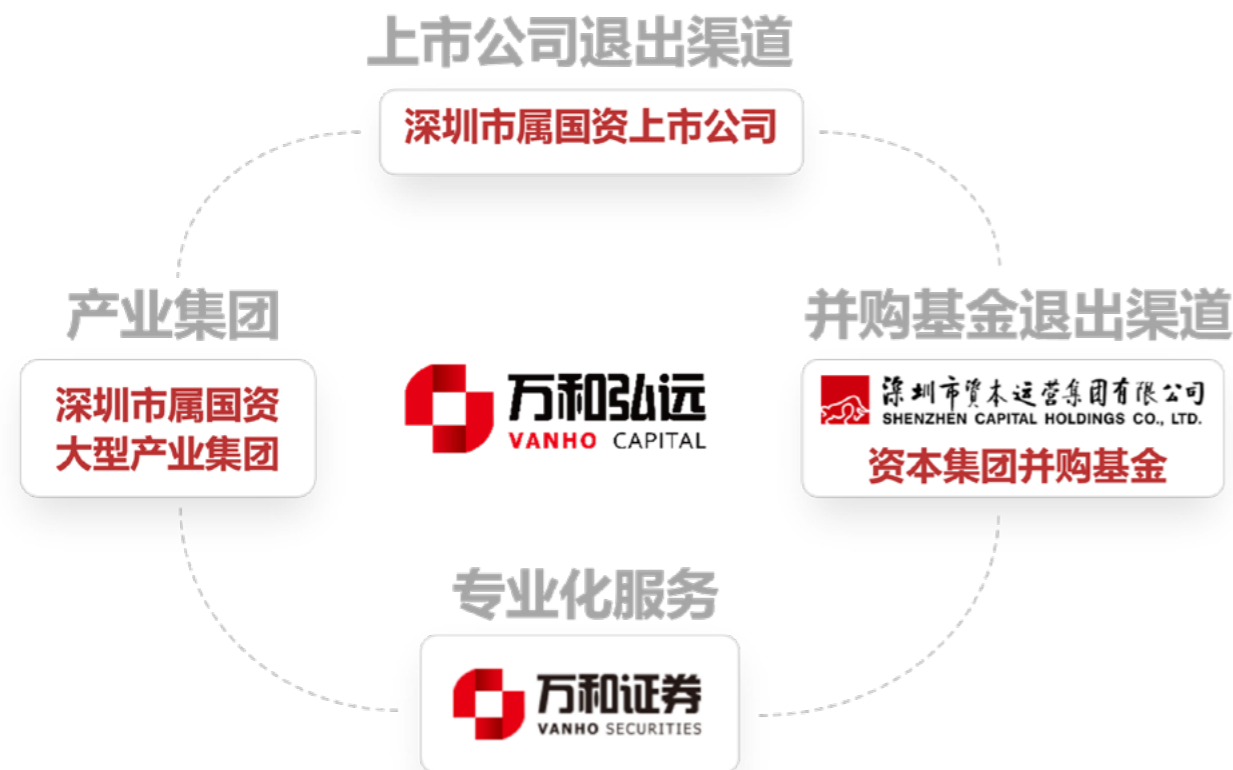 上市公司退出渠道
深圳市属国资上市公司
产业集团
深圳市属国资
大型产业集团
万和弘远
VANHO CAPITAL
并购基金退出渠道
深圳市資本运营集团有限公司
SHENZHEN CAPITAL HOLDINGS CO., LTD.
资本集团并购基金
专业化服务
万和证券
VANHO SECURITIES